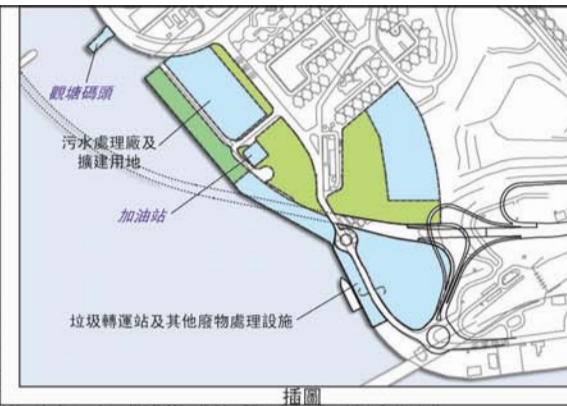 觀塘碼頭
污水處理廠及
擴建用地
加油站
垃圾轉運站及其他廢物處理設施
插圖